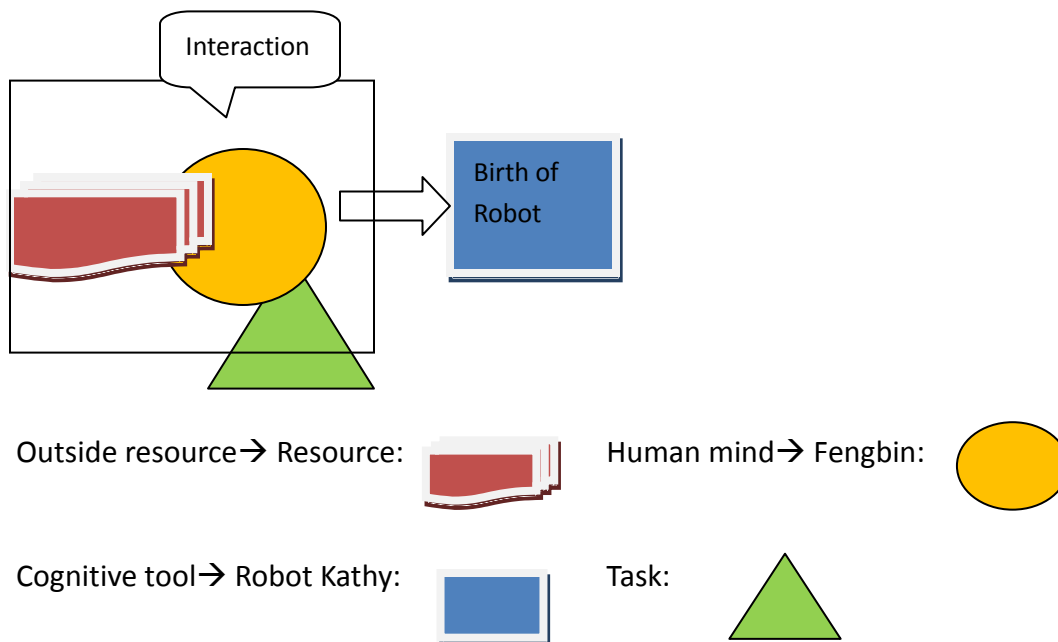 Interaction
Birth of
Robot
Outside resource→ Resource:
Human mind→ Fengbin:
Cognitive tool→ Robot Kathy:
Task: